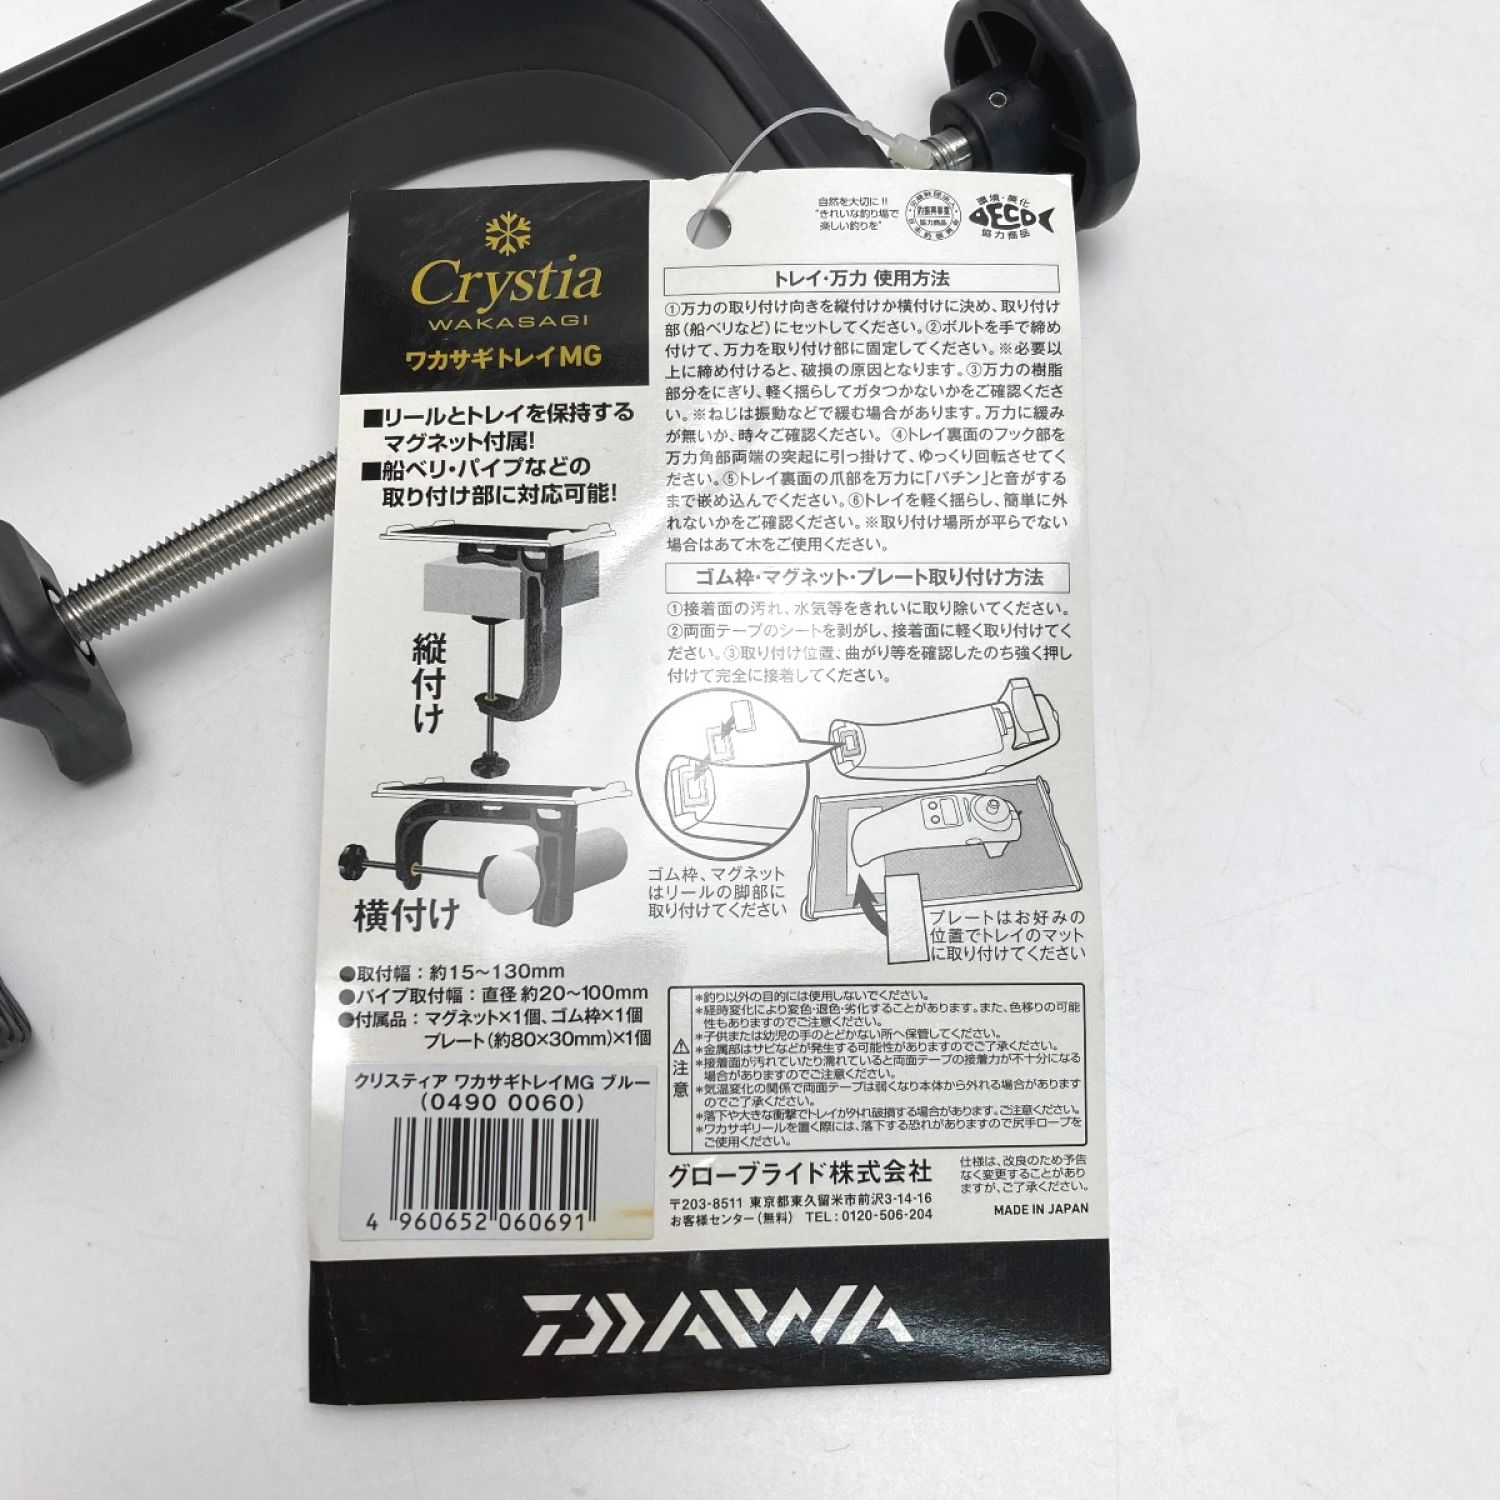 Crystia
WAKASAGI
ワカサギトレイMG
■リールとトレイを保持する
マグネット付属!
■船ベリ・パイプなどの
取り付け部に対応可能!
縦付け
横付け
●取付幅:約15~130mm
●パイプ取付幅:直径 約20~100mm
●付属品:マグネット×1個、ゴム枠×1個
プレート(約80×30mm)×1個
クリスティア ワカサギトレイMG ブルー
(0490 0060)
4 960652 060691
自然を大切に!!
"きれいな釣り場で
楽しい釣りを"
環境・美化
ECO
協力商品
トレイ・万力 使用方法
①万力の取り付け向きを縦付けか横付けに決め、取り付け
部(船ベリなど)にセットしてください。②ボルトを手で締め
付けて、万力を取り付け部に固定してください。※必要以
上に締め付けると、破損の原因となります。③万力の樹脂
部分をにぎり、軽く揺らしてガタつかないかをご確認くださ
い。※ねじは振動などで緩む場合があります。万力に緩み
が無いか、時々ご確認ください。④トレイ裏面のフック部を
万力角部両端の突起に引っ掛けて、ゆっくり回転させてく
ださい。⑤トレイ裏面の爪部を万力に「パチン」と音がする
まで嵌め込んでください。⑥トレイを軽く揺らし、簡単に外
れないかをご確認ください。※取り付け場所が平らでない
場合はあて木をご使用ください。
ゴム枠・マグネット・プレート取り付け方法
①接着面の汚れ、水気等をきれいに取り除いてください。
②両面テープのシートを剥がし、接着面に軽く取り付けてく
ださい。③取り付け位置、曲がり等を確認したのち強く押し
付けて完全に接着してください。
ゴム枠、マグネット
はリールの脚部に
取り付けてください
プレートはお好みの
位置でトレイのマット
に取り付けてください
注意
*釣り以外の目的には使用しないでください。
*経時変化により変色・退色・劣化することがあります。また、色移りの可能
性もありますのでご注意ください。
*子供または幼児の手のとどかない所へ保管してください。
*金属部はサビなどが発生する可能性がありますのでご了承ください。
*接着面が汚れていたり濡れていると両面テープの接着力が不十分になる
場合がありますのでご注意ください。
*気温変化の関係で両面テープは弱くなり本体から外れる場合があります
のでご了承ください。
*落下や大きな衝撃でトレイが外れ破損する場合があります。ご注意ください。
*ワカサギリールを置く際には、落下する恐れがありますので尻手ロープを
ご使用ください。
グローブライド株式会社
〒203-8511 東京都東久留米市前沢3-14-16
お客様センター(無料) TEL:0120-506-204
仕様は、改良のため予告
なく変更することがあり
ますが、ご了承ください。
MADE IN JAPAN
DAIWA